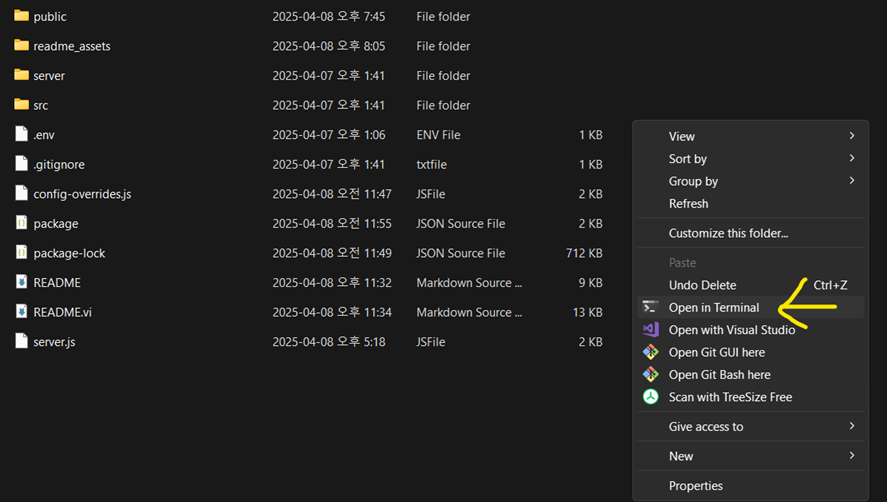 public 2025-04-08 오후 7:45 File folder
readme_assets 2025-04-08 오후 8:05 File folder
server 2025-04-07 오후 1:41 File folder
src 2025-04-07 오후 1:41 File folder
.env 2025-04-07 오후 1:06 ENV File 1 KB
.gitignore 2025-04-07 오후 1:41 txtfile 1 KB
config-overrides.js 2025-04-08 오전 11:47 JSFile 2 KB
package 2025-04-08 오전 11:55 JSON Source File 2 KB
package-lock 2025-04-08 오전 11:49 JSON Source File 712 KB
README 2025-04-08 오후 11:32 Markdown Source ... 9 KB
README.vi 2025-04-08 오후 11:34 Markdown Source ... 13 KB
server.js 2025-04-08 오후 5:18 JSFile 2 KB
View
Sort by
Group by
Refresh
Customize this folder...
Paste
Undo Delete Ctrl+Z
Open in Terminal
Open with Visual Studio
Open Git GUI here
Open Git Bash here
Scan with TreeSize Free
Give access to
New
Properties